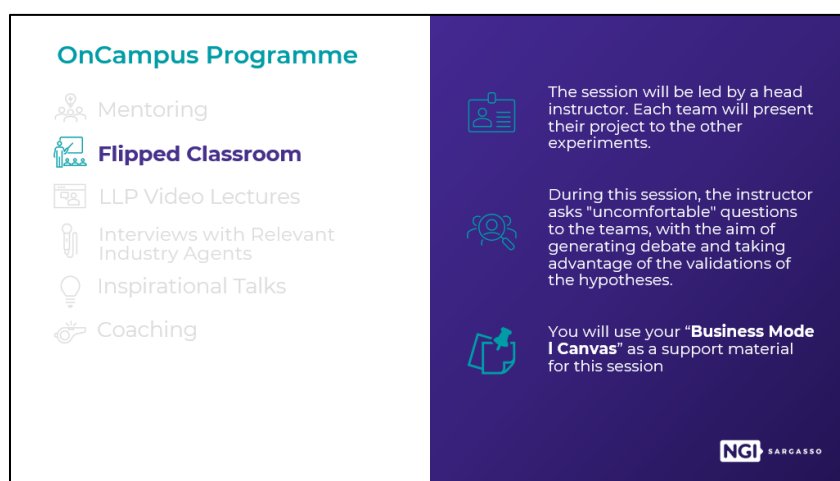 OnCampus Programme
Mentoring
Flipped Classroom
LLP Video Lectures
Interviews with Relevant
Industry Agents
Inspirational Talks
Coaching
The session will be led by a head
instructor. Each team will present
their project to the other
experiments.
During this session, the instructor
asks "uncomfortable" questions
to the teams, with the aim of
generating debate and taking
advantage of the validations of
the hypotheses.
You will use your “Business Mode
l Canvas” as a support material
for this session
NGI SARGASSO